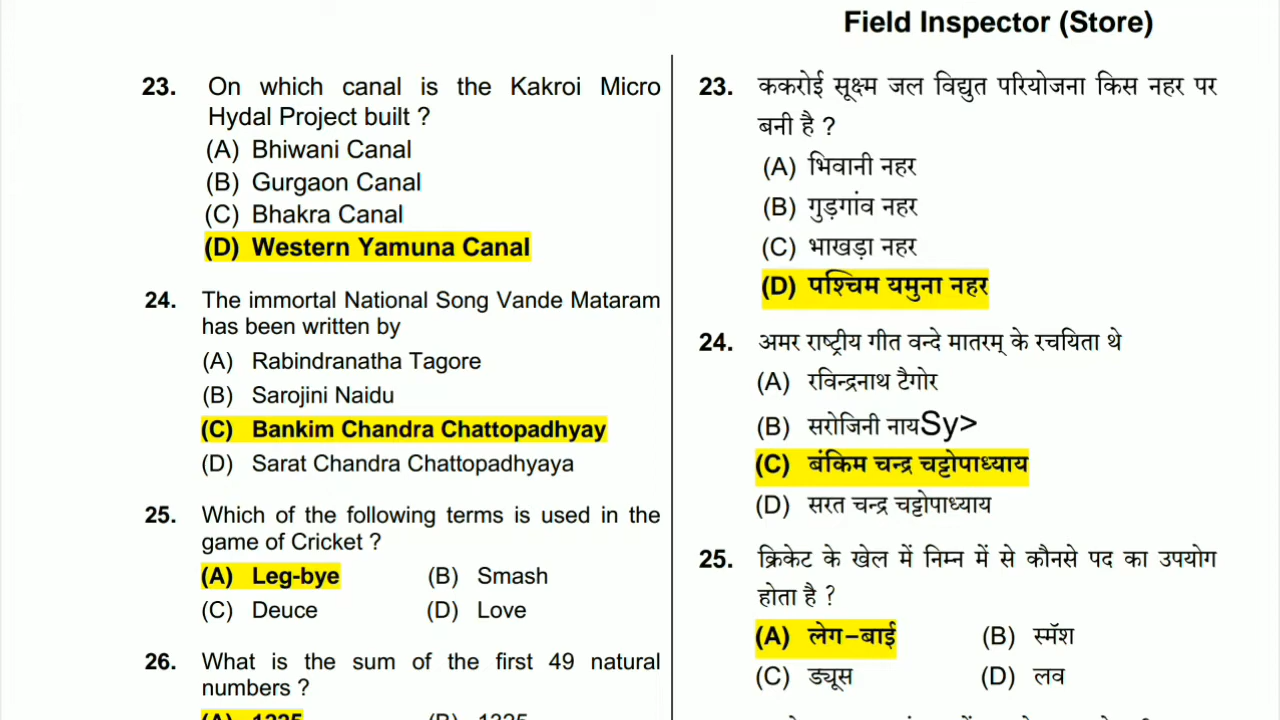 Field Inspector (Store)
23. On which canal is the Kakroi Micro
Hydal Project built ?
(A) Bhiwani Canal
(B) Gurgaon Canal
(C) Bhakra Canal
(D) Western Yamuna Canal
24. The immortal National Song Vande Mataram
has been written by
(A) Rabindranatha Tagore
(B) Sarojini Naidu
(C) Bankim Chandra Chattopadhyay
(D) Sarat Chandra Chattopadhyaya
25. Which of the following terms is used in the
game of Cricket ?
(A) Leg-bye (B) Smash
(C) Deuce (D) Love
26. What is the sum of the first 49 natural
numbers ?
(A) 1225 (B) 1325
23. ककरोई सूक्ष्म जल विद्युत परियोजना किस नहर पर
बनी है ?
(A) भिवानी नहर
(B) गुड़गांव नहर
(C) भाखड़ा नहर
(D) पश्चिम यमुना नहर
24. अमर राष्ट्रीय गीत वन्दे मातरम् के रचयिता थे
(A) रविन्द्रनाथ टैगोर
(B) सरोजिनी नायSy>
(C) बंकिम चन्द्र चट्टोपाध्याय
(D) सरत चन्द्र चट्टोपाध्याय
25. क्रिकेट के खेल में निम्न में से कौनसे पद का उपयोग
होता है ?
(A) लेग-बाई (B) स्मॅश
(C) ड्यूस (D) लव